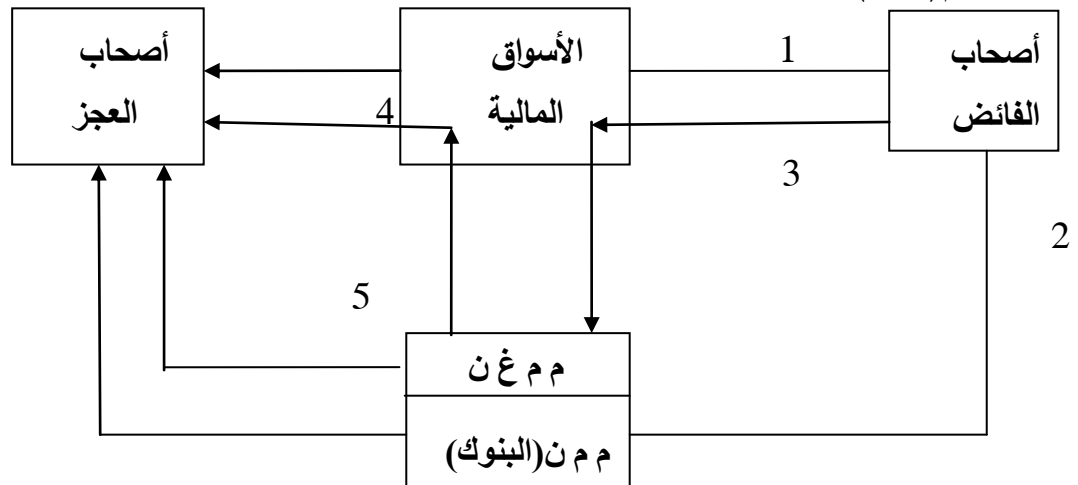 أصحاب
الفائض
1
الأسواق
المالية
أصحاب
العجز
4
3
2
5
م م غ ن
م م ن(البنوك)